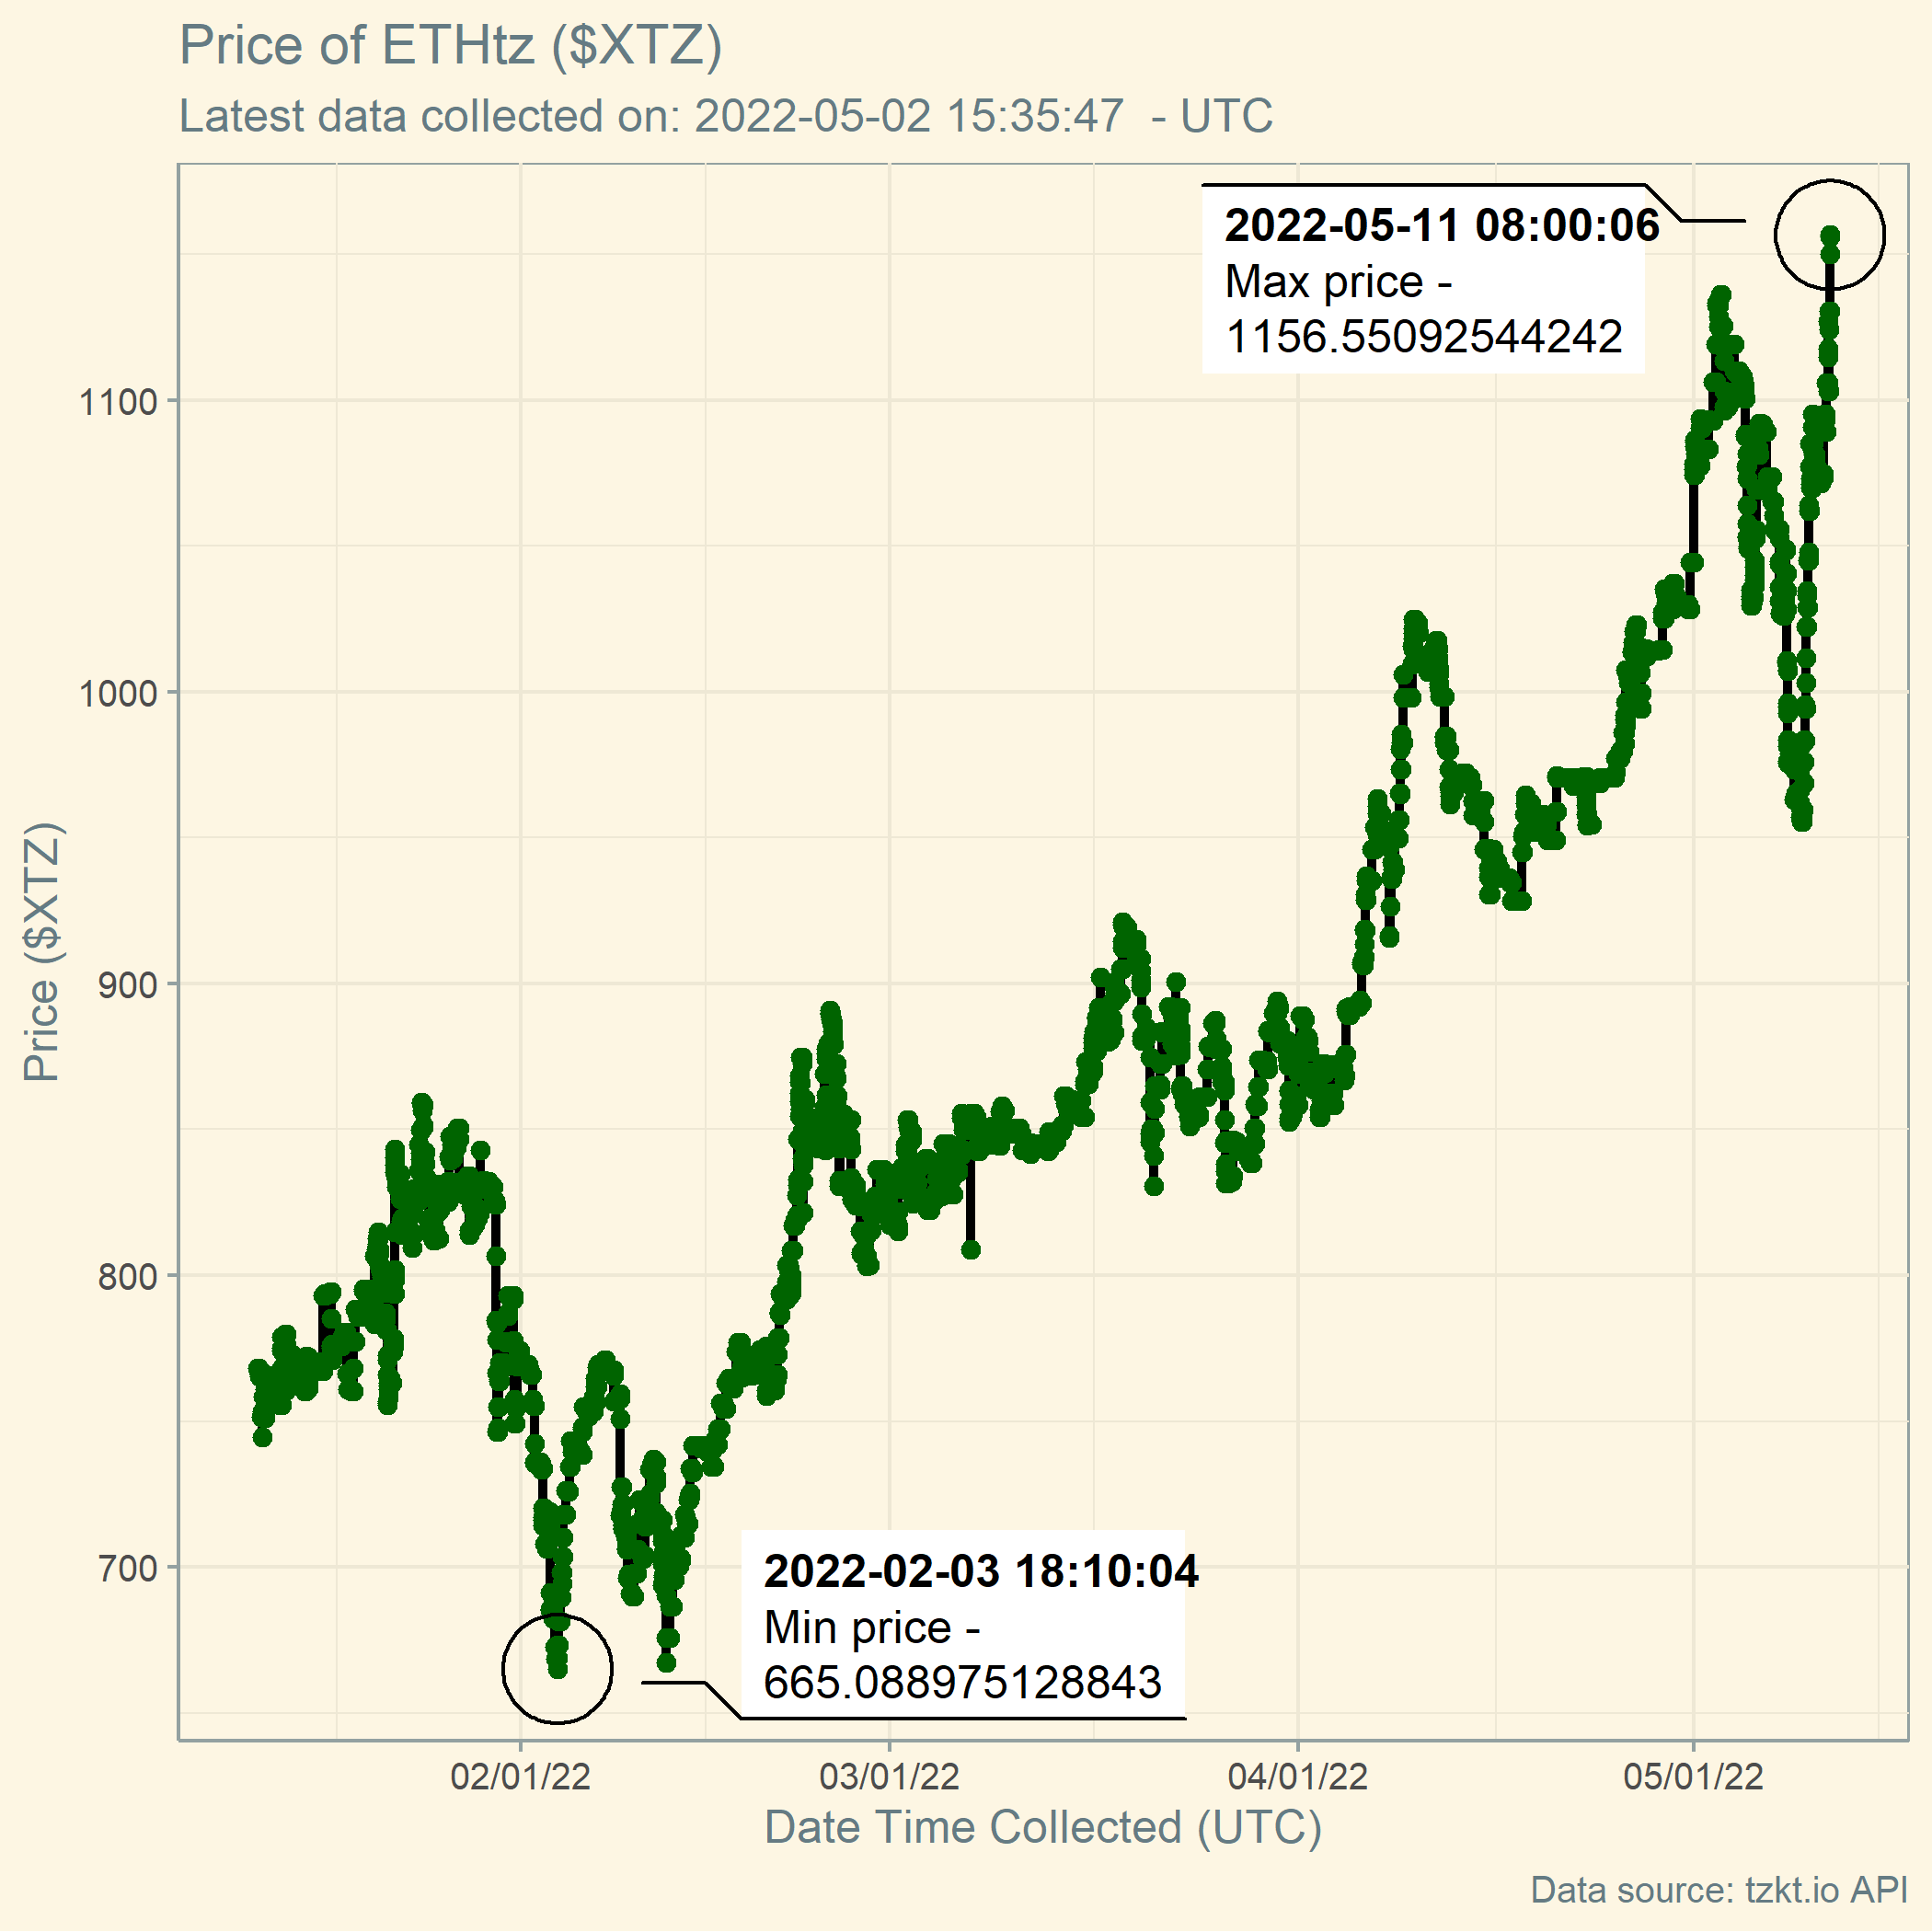 Price of ETHtz ($XTZ)
Latest data collected on: 2022-05-02 15:35:47  - UTC
2022-05-11 08:00:06
Max price -
1156.55092544242
1100
1000
900
800
700
Price ($XTZ)
2022-02-03 18:10:04
Min price -
665.088975128843
02/01/22
03/01/22
04/01/22
05/01/22
Date Time Collected (UTC)
Data source: tzkt.io API